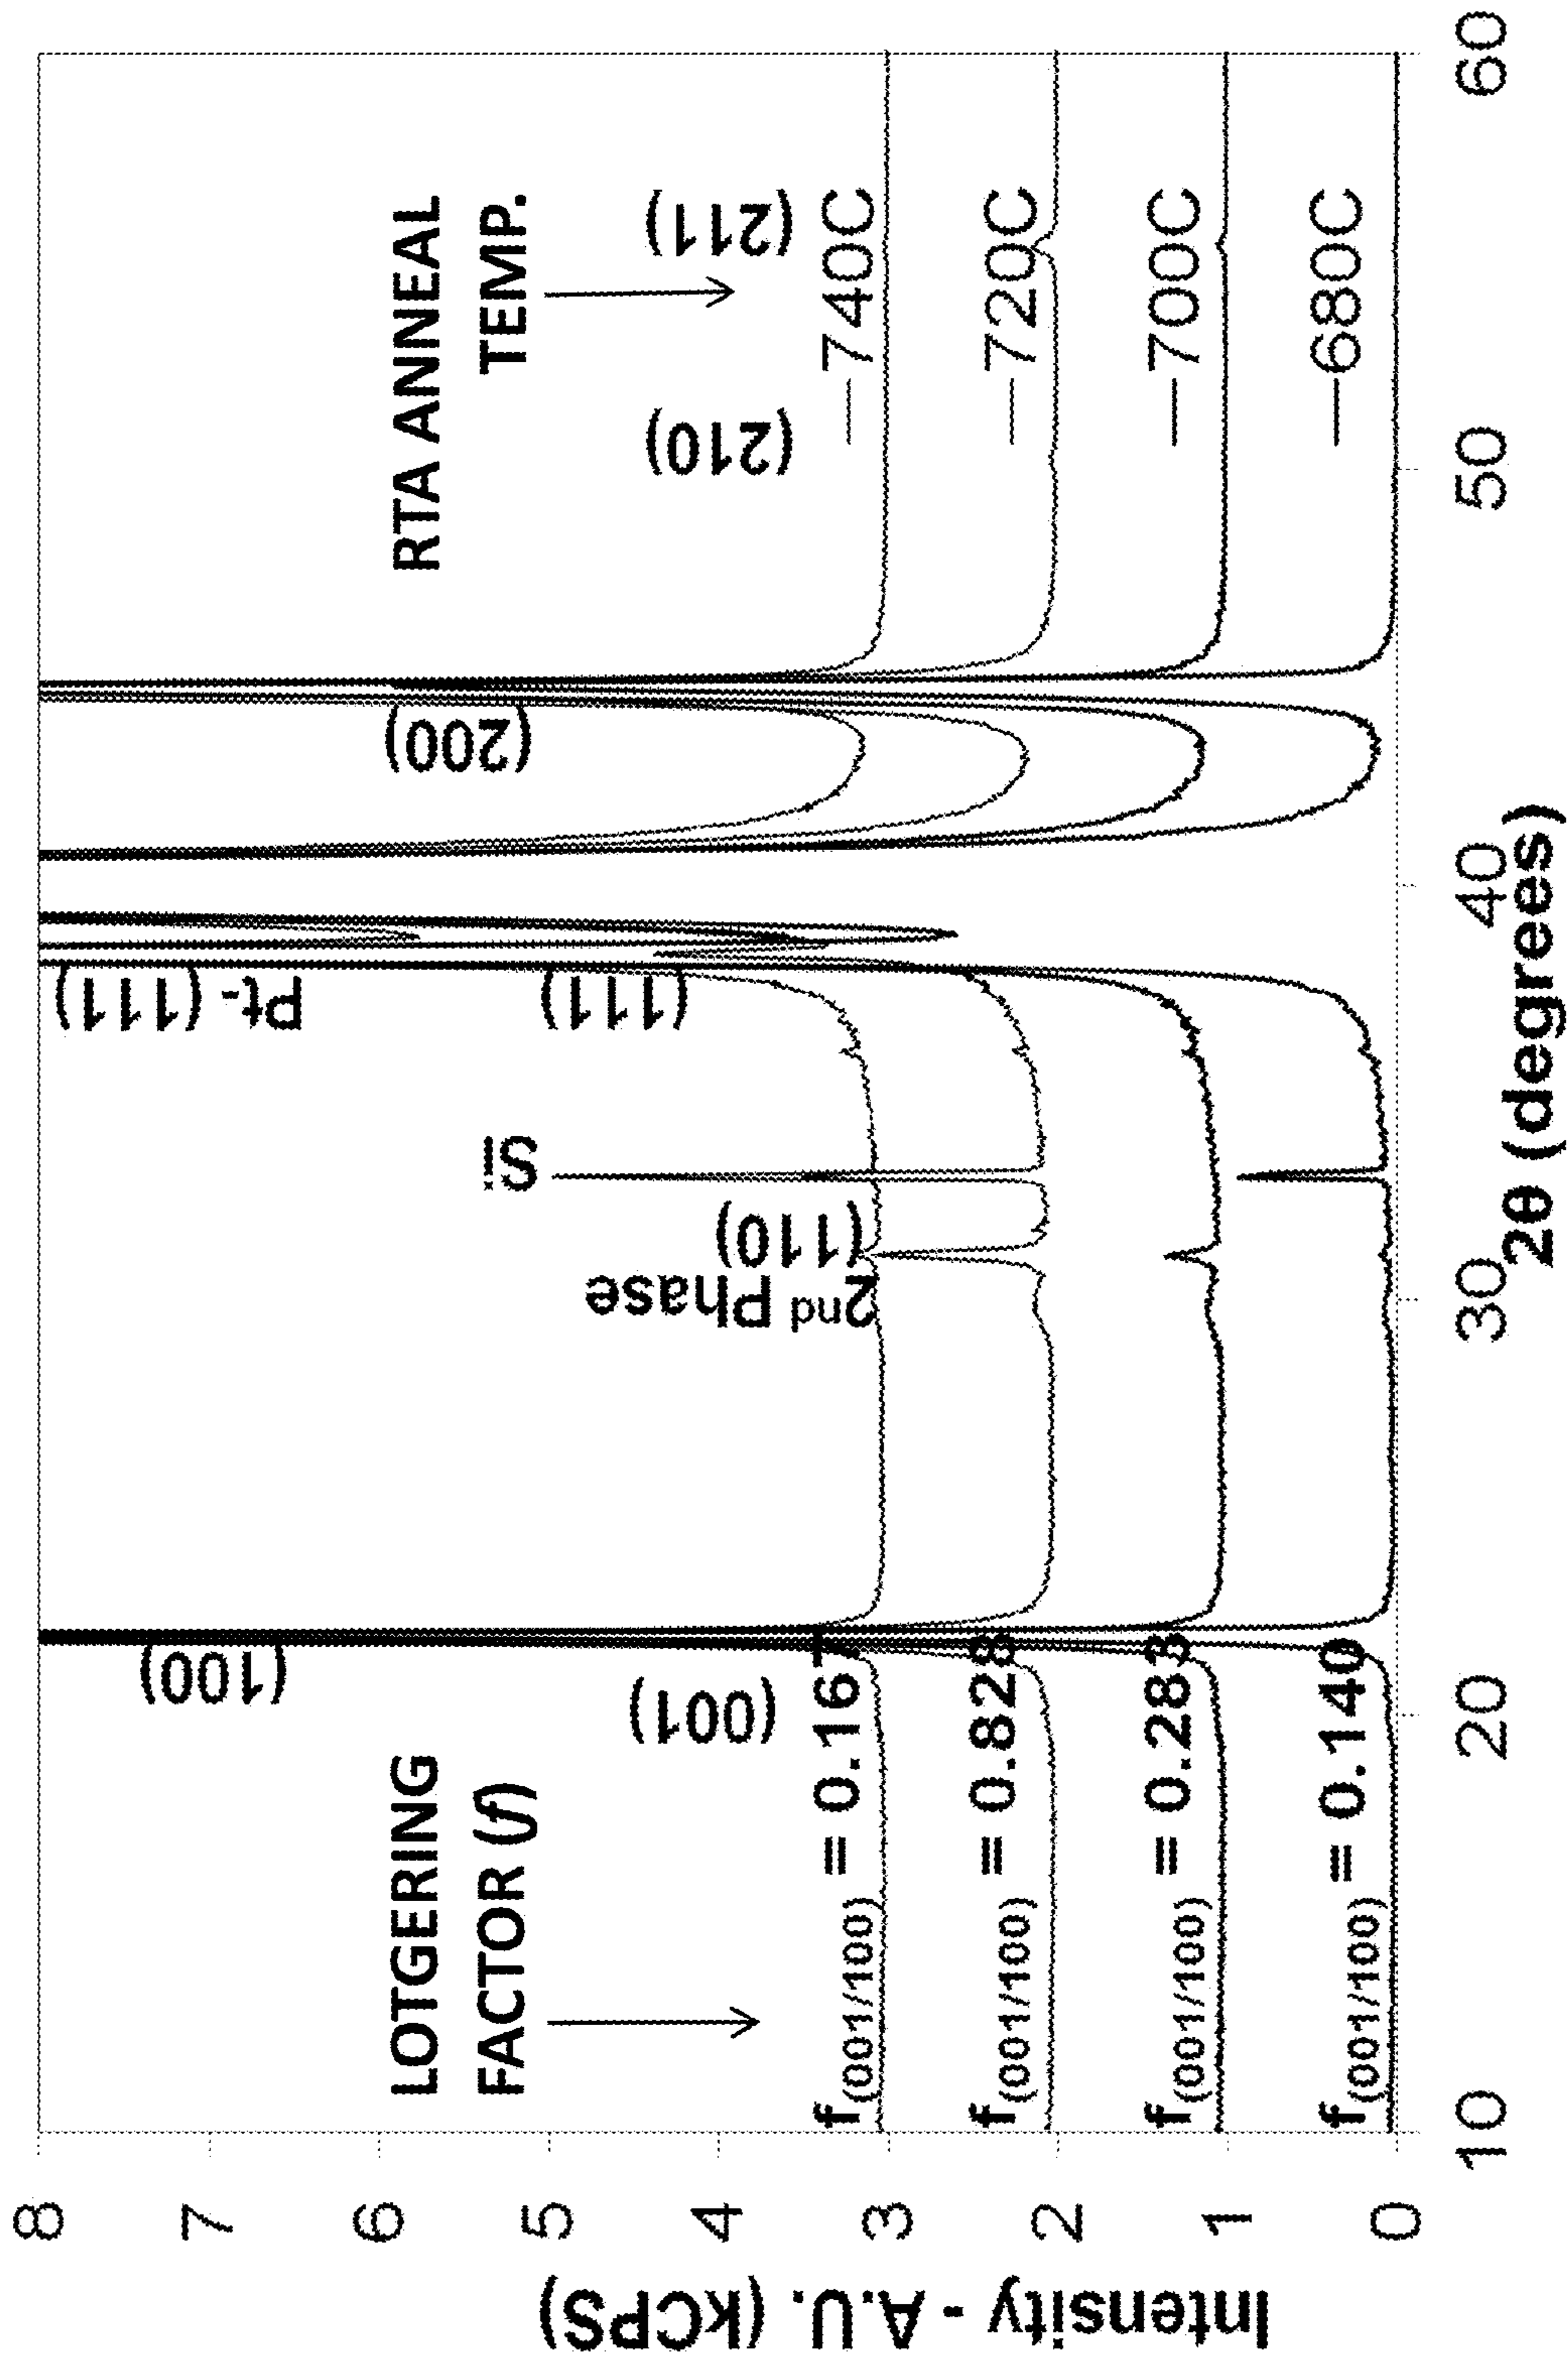 Intensity - A.U. (kCPS)
8
7
6
5
4
3
2
1
0
LOTGERING
FACTOR (f)
RTA ANNEAL
TEMP.
(100)
(001)
2nd Phase
(110)
Si
Pt- (111)
(111)
(200)
(210)
(211)
f(001/100) = 0.167
740C
f(001/100) = 0.828
720C
f(001/100) = 0.283
700C
f(001/100) = 0.140
680C
10
20
30
40
50
60
2θ (degrees)